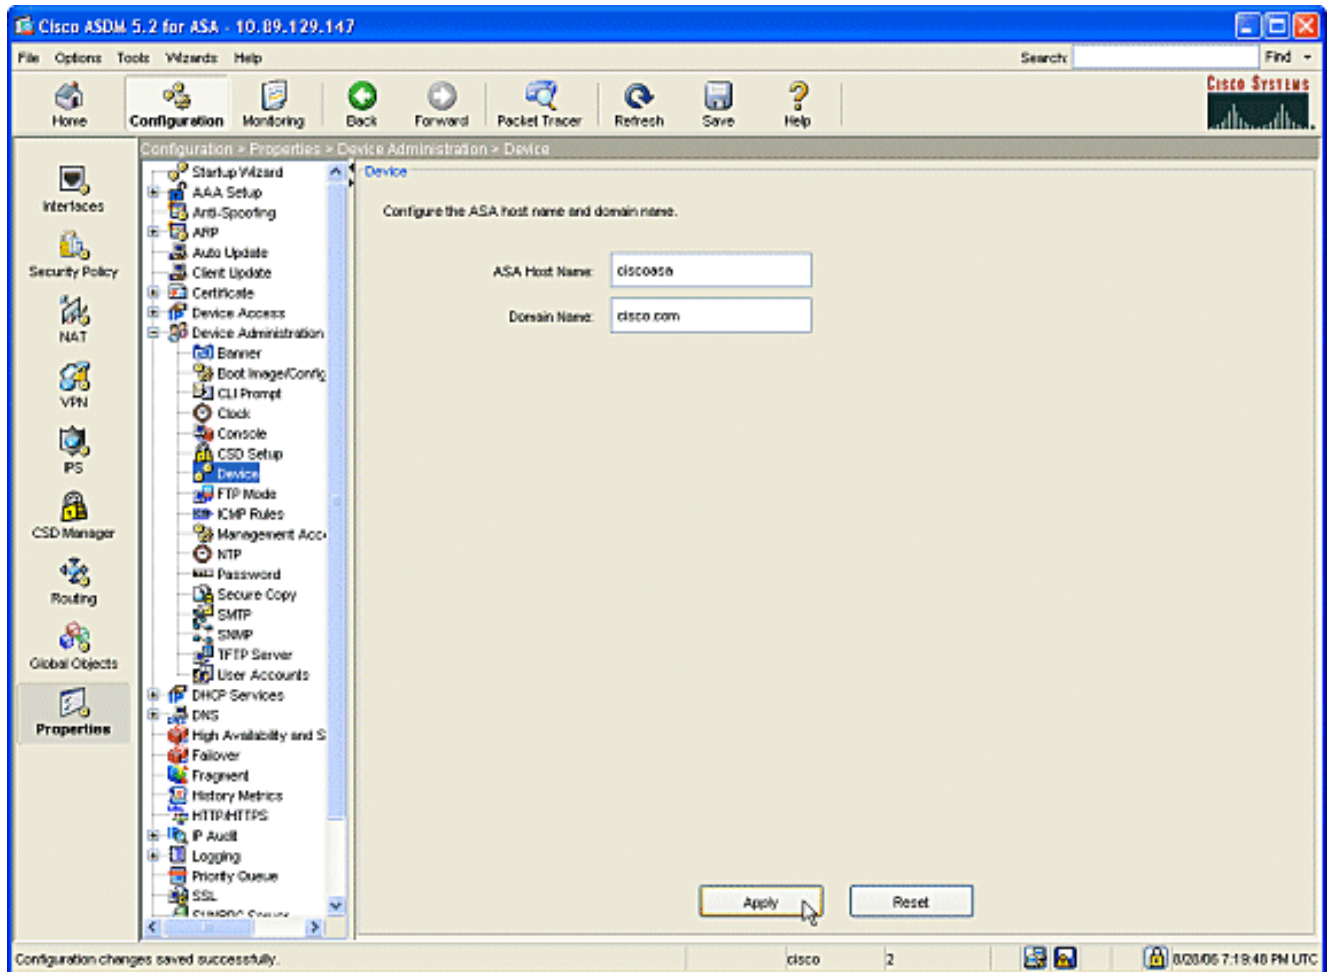 Cisco ASDM 5.2 for ASA - 10.89.129.147
File Options Tools Wizards Help Search: Find
Home Configuration Monitoring Back Forward Packet Tracer Refresh Save Help
Cisco Systems
Configuration > Properties > Device Administration > Device
Interfaces
Security Policy
NAT
VPN
IPS
CSD Manager
Routing
Global Objects
Properties
Startup Wizard
AAA Setup
Anti-Spoofing
ARP
Auto Update
Client Update
Certificate
Device Access
Device Administration
Banner
Boot Image/Config
CLI Prompt
Clock
Console
CSD Setup
Device
FTP Mode
ICMP Rules
Management Acc
NTP
Password
Secure Copy
SMTP
SNMP
TFTP Server
User Accounts
DHCP Services
DNS
High Availability and S
Failover
Fragment
History Metrics
HTTP/HTTPS
IP Audit
Logging
Priority Queue
SSL
SUNRPC Server
Device
Configure the ASA host name and domain name.
ASA Host Name: ciscoasa
Domain Name: cisco.com
Apply Reset
Configuration changes saved successfully. cisco 2 8/28/06 7:19:48 PM UTC